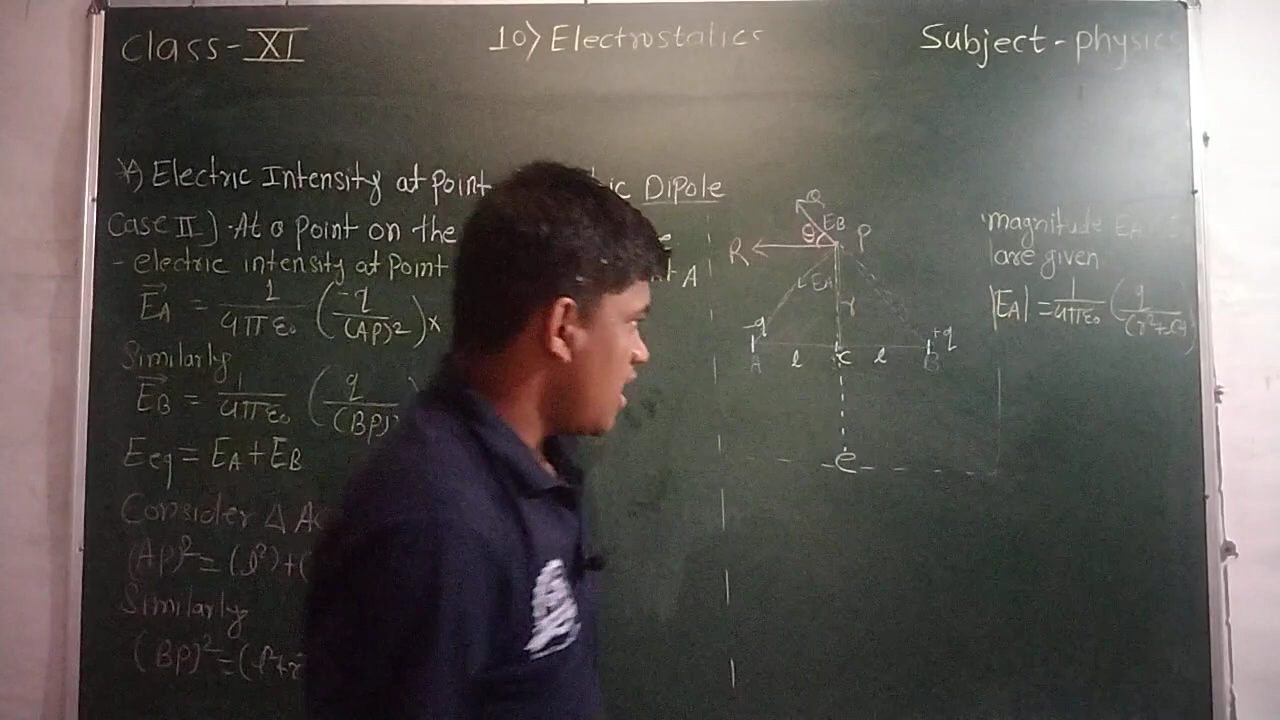 Class-XI
10) Electrostatics
Subject-physics
*) Electric Intensity at point Dipole
Case II) At a point on the
- electric intensity at point A
E⃗A = 1/4πε₀ (-q/(AP)²) ×
Similarly
E⃗B = 1/4πε₀ (q/(BP)
Eeq = EA + EB
Consider △ A
(AP)² = (l²)+(
Similarly
(BP)² = (l²+r
Q
EB
θ
P
R
EA
r
-q
+q
A
l
c
l
B
e
magnitude EA
are given
|EA| = 1/4πε₀ (q/(r²+l²)